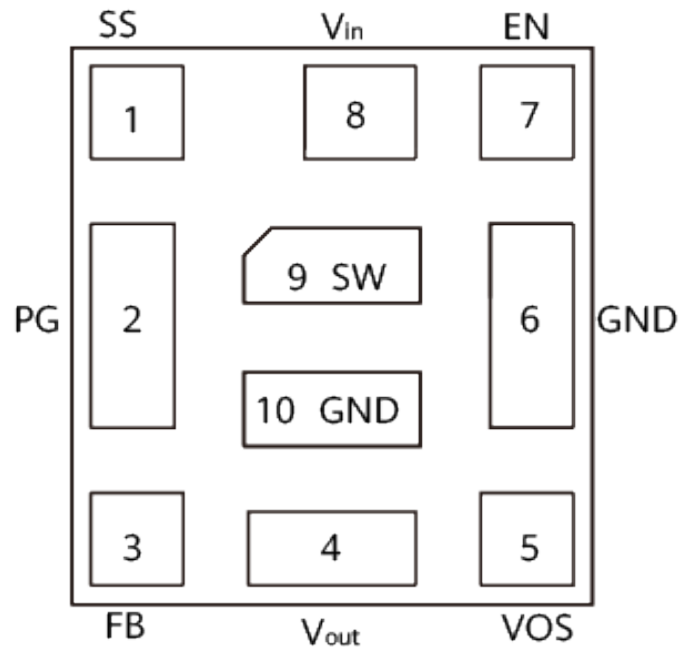 SS Vin EN
1 8 7
9 SW
PG 2 6 GND
10 GND
3 4 5
FB Vout VOS